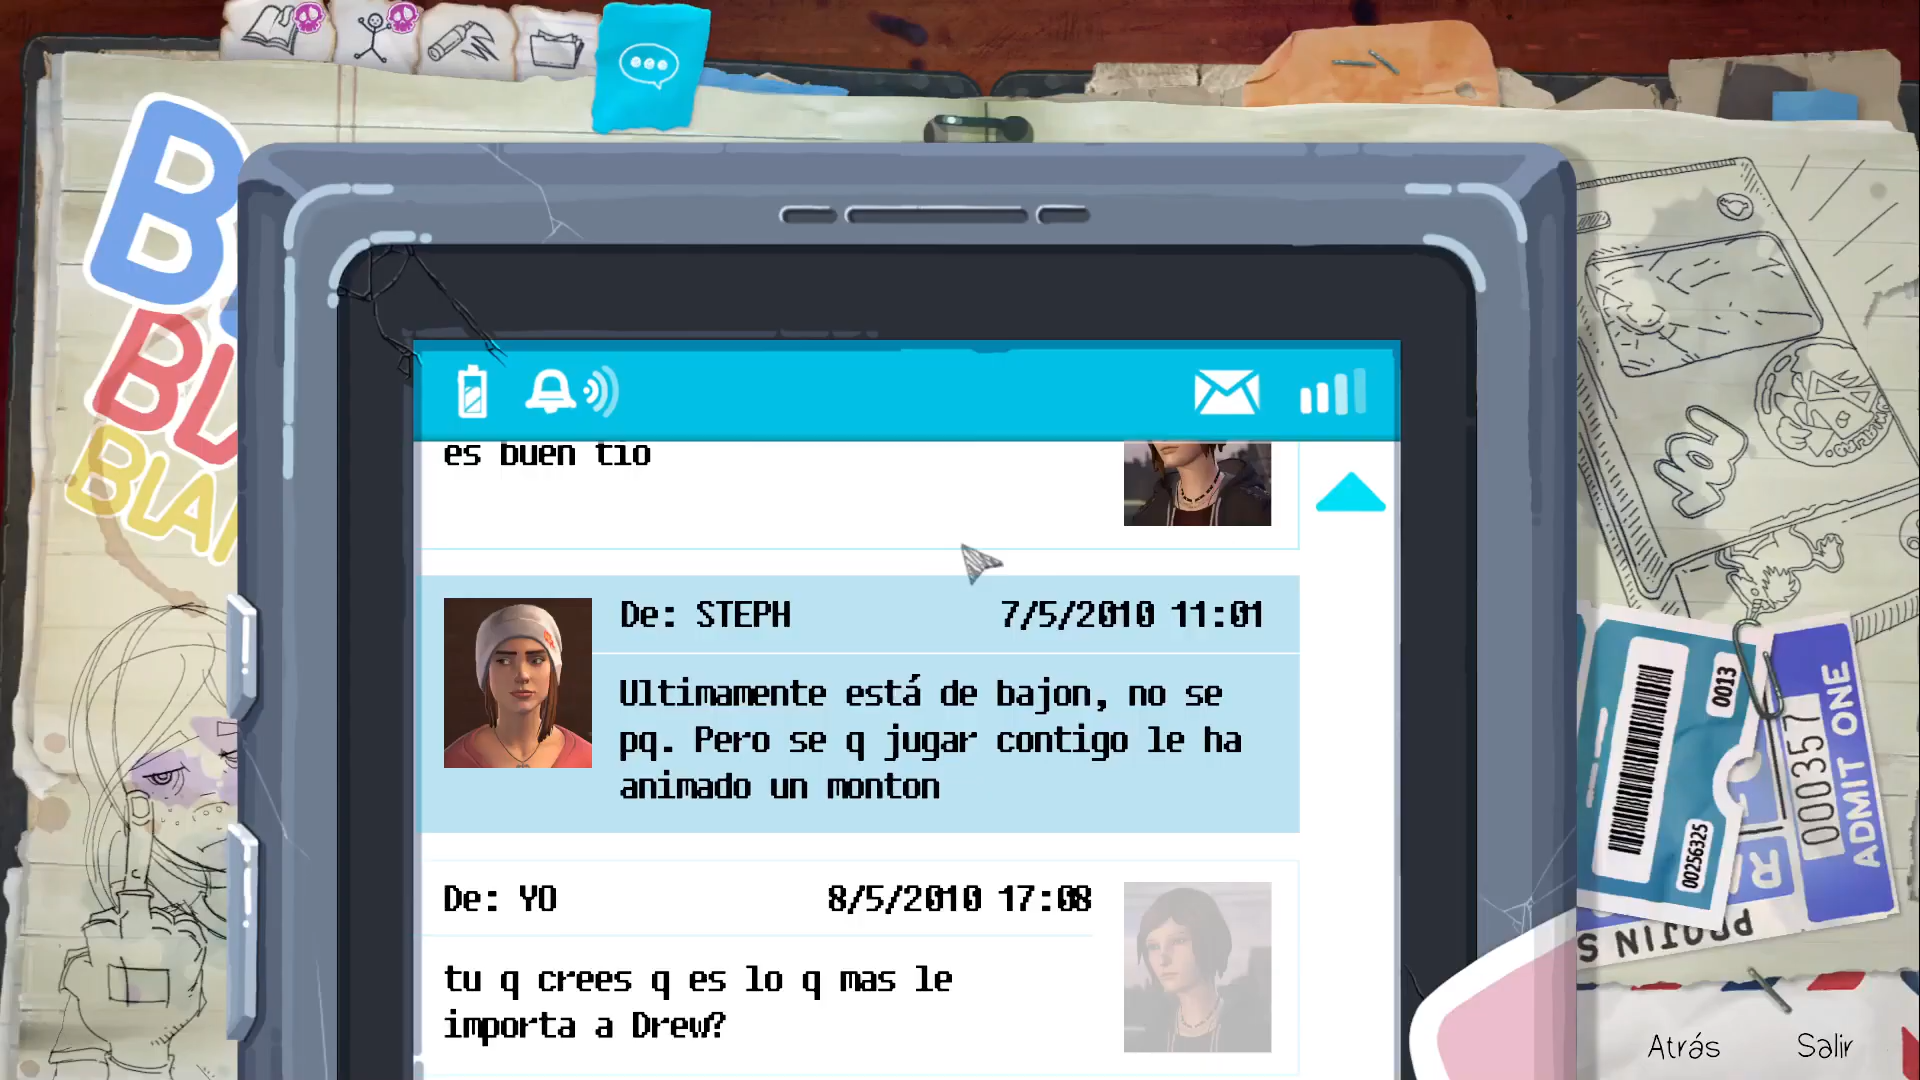 es buen tio
De: STEPH 7/5/2010 11:01
Ultimamente está de bajon, no se
pq. Pero se q jugar contigo le ha
animado un monton
De: YO 8/5/2010 17:08
tu q crees q es lo q mas le
importa a Drew?
0013
00256325
000357
ADMIT ONE
Atrás
Salir